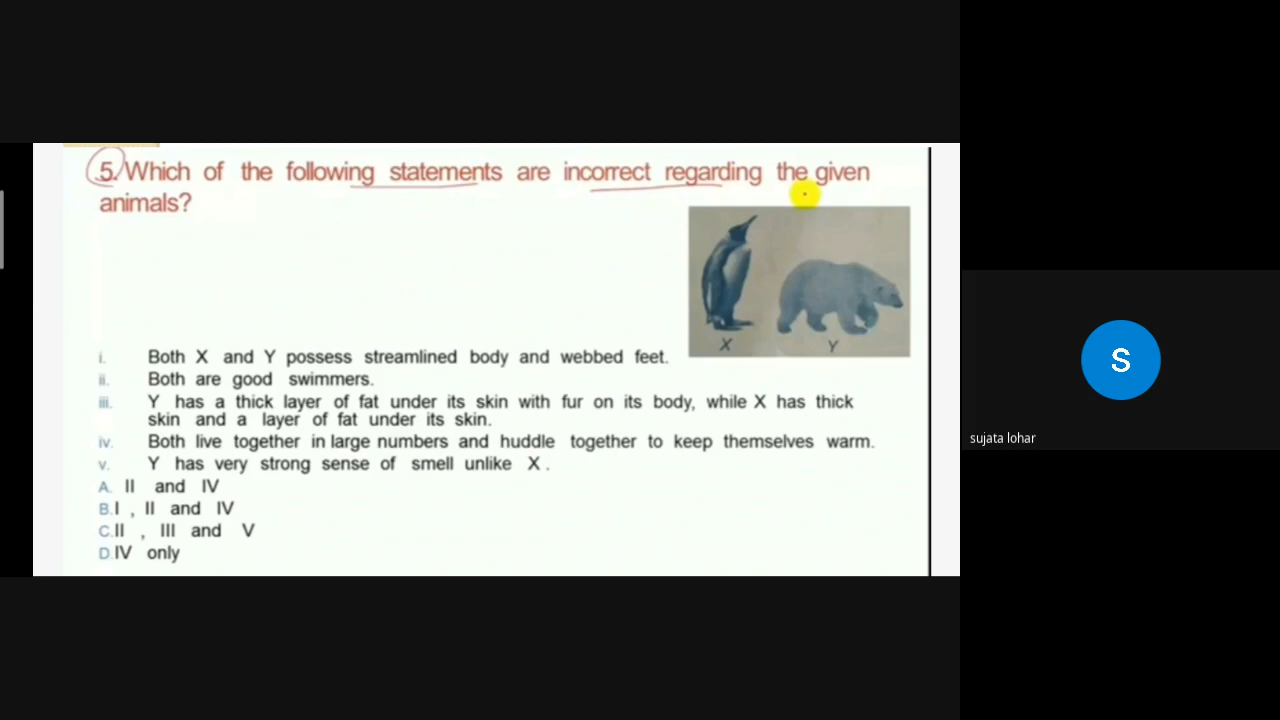 5. Which of the following statements are incorrect regarding the given
animals?
X
Y
i. Both X and Y possess streamlined body and webbed feet.
ii. Both are good swimmers.
iii. Y has a thick layer of fat under its skin with fur on its body, while X has thick
skin and a layer of fat under its skin.
iv. Both live together in large numbers and huddle together to keep themselves warm.
v. Y has very strong sense of smell unlike X .
A. II and IV
B.I , II and IV
C.II , III and V
D.IV only
S
sujata lohar